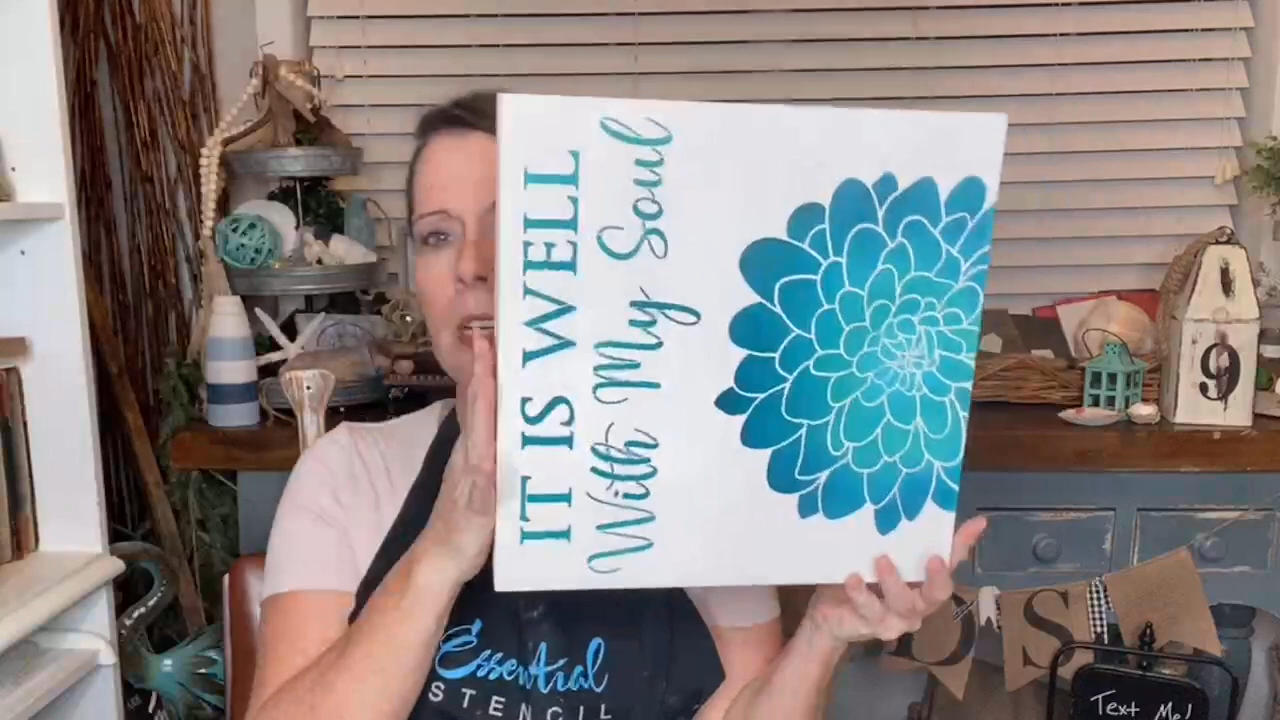 IT IS WELL
With My Soul
Essential
STENCIL
9
S
Text Me!